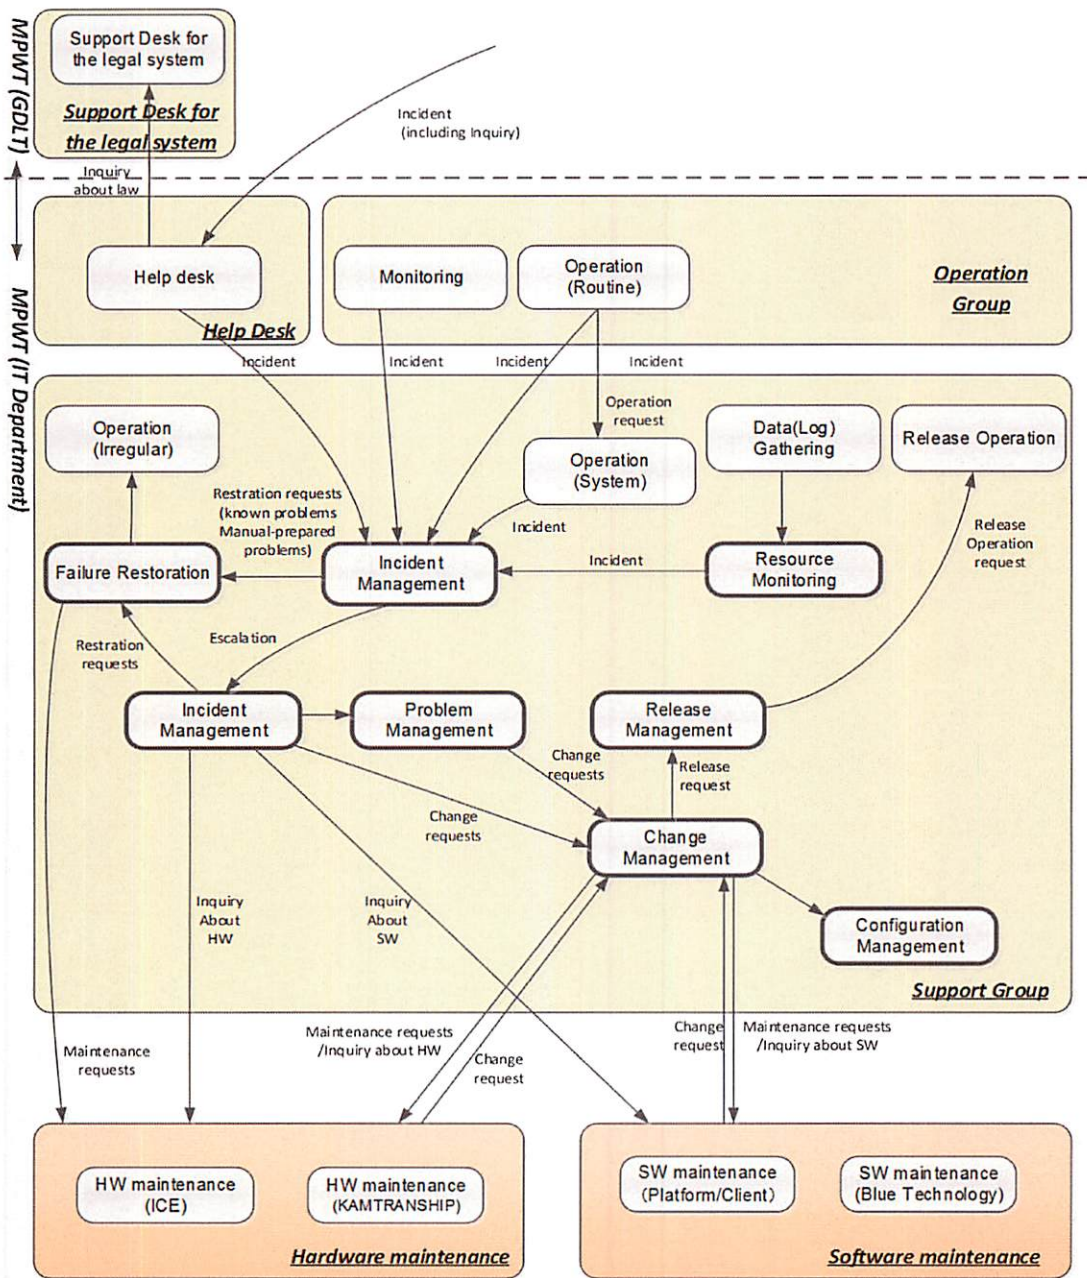 MPWT (GDLT)
Support Desk for
the legal system
Support Desk for
the legal system
Incident
(including Inquiry)
Inquiry
about law
MPWT (IT Department)
Help desk
Help Desk
Monitoring
Operation
(Routine)
Operation
Group
Incident
Incident
Incident
Incident
Operation
request
Operation
(Irregular)
Operation
(System)
Data(Log)
Gathering
Release Operation
Restration requests
(known problems
Manual-prepared
problems)
Incident
Release
Operation
request
Failure Restoration
Incident
Management
Incident
Resource
Monitoring
Restration
requests
Escalation
Incident
Management
Problem
Management
Release
Management
Change
requests
Release
request
Change
requests
Change
Management
Inquiry
About
HW
Inquiry
About
SW
Configuration
Management
Support Group
Maintenance
requests
Maintenance requests
/Inquiry about HW
Change
request
Change
request
Maintenance requests
/Inquiry about SW
HW maintenance
(ICE)
HW maintenance
(KAMTRANSHIP)
Hardware maintenance
SW maintenance
(Platform/Client)
SW maintenance
(Blue Technology)
Software maintenance